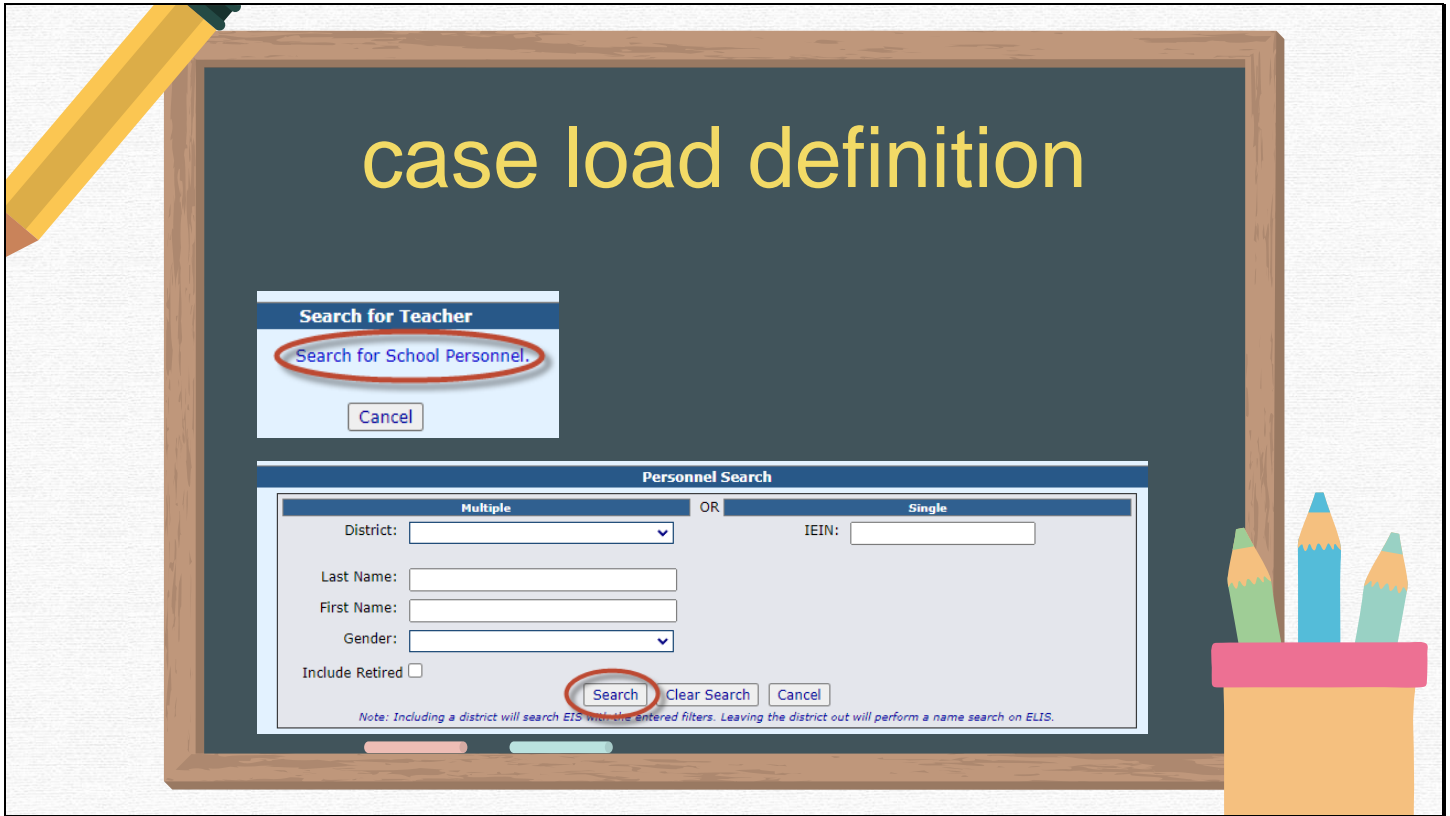 case load definition
Search for Teacher
Search for School Personnel.
Cancel
Personnel Search
Multiple OR Single
District: IEIN:
Last Name:
First Name:
Gender:
Include Retired
Search Clear Search Cancel
Note: Including a district will search EIS with the entered filters. Leaving the district out will perform a name search on ELIS.